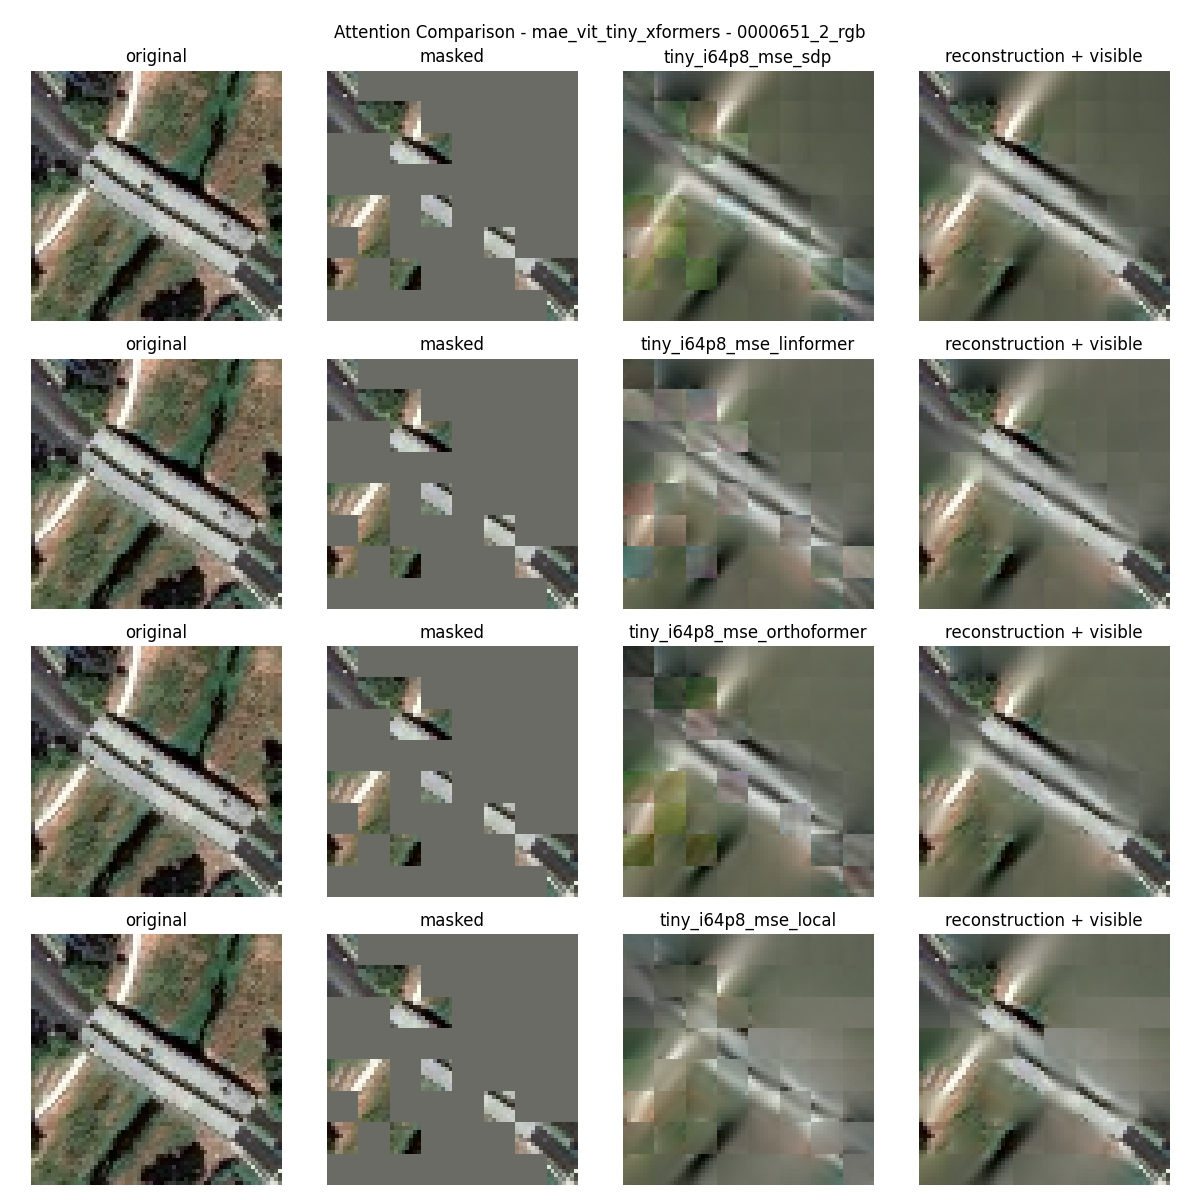 Attention Comparison - mae_vit_tiny_xformers - 0000651_2_rgb
original masked tiny_i64p8_mse_sdp reconstruction + visible
original masked tiny_i64p8_mse_linformer reconstruction + visible
original masked tiny_i64p8_mse_orthoformer reconstruction + visible
original masked tiny_i64p8_mse_local reconstruction + visible